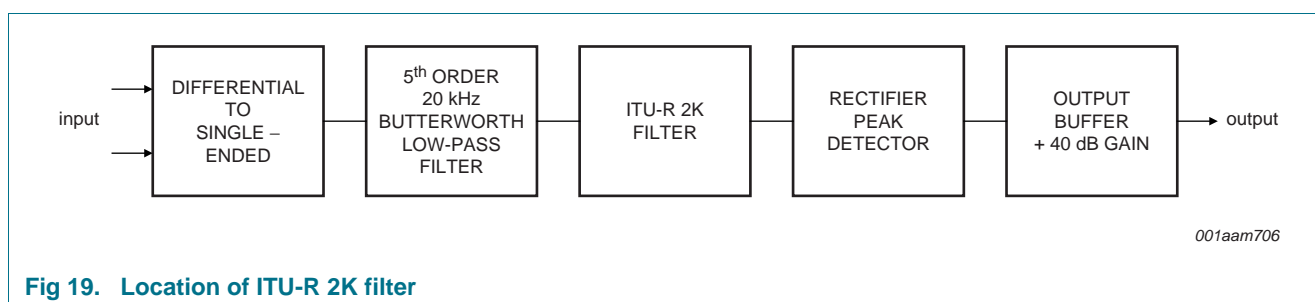 input
DIFFERENTIAL
TO
SINGLE –
ENDED
5th ORDER
20 kHz
BUTTERWORTH
LOW-PASS
FILTER
ITU-R 2K
FILTER
RECTIFIER
PEAK
DETECTOR
OUTPUT
BUFFER
+ 40 dB GAIN
output
001aam706
Fig 19. Location of ITU-R 2K filter